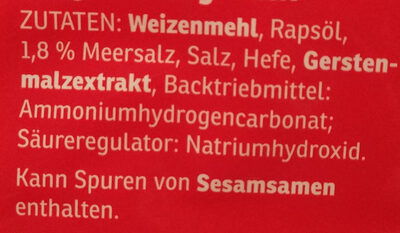 ZUTATEN: Weizenmehl, Rapsöl,
1,8 % Meersalz, Salz, Hefe, Gersten-
malzextrakt, Backtriebmittel:
Ammoniumhydrogencarbonat;
Säureregulator: Natriumhydroxid.
Kann Spuren von Sesamsamen
enthalten.